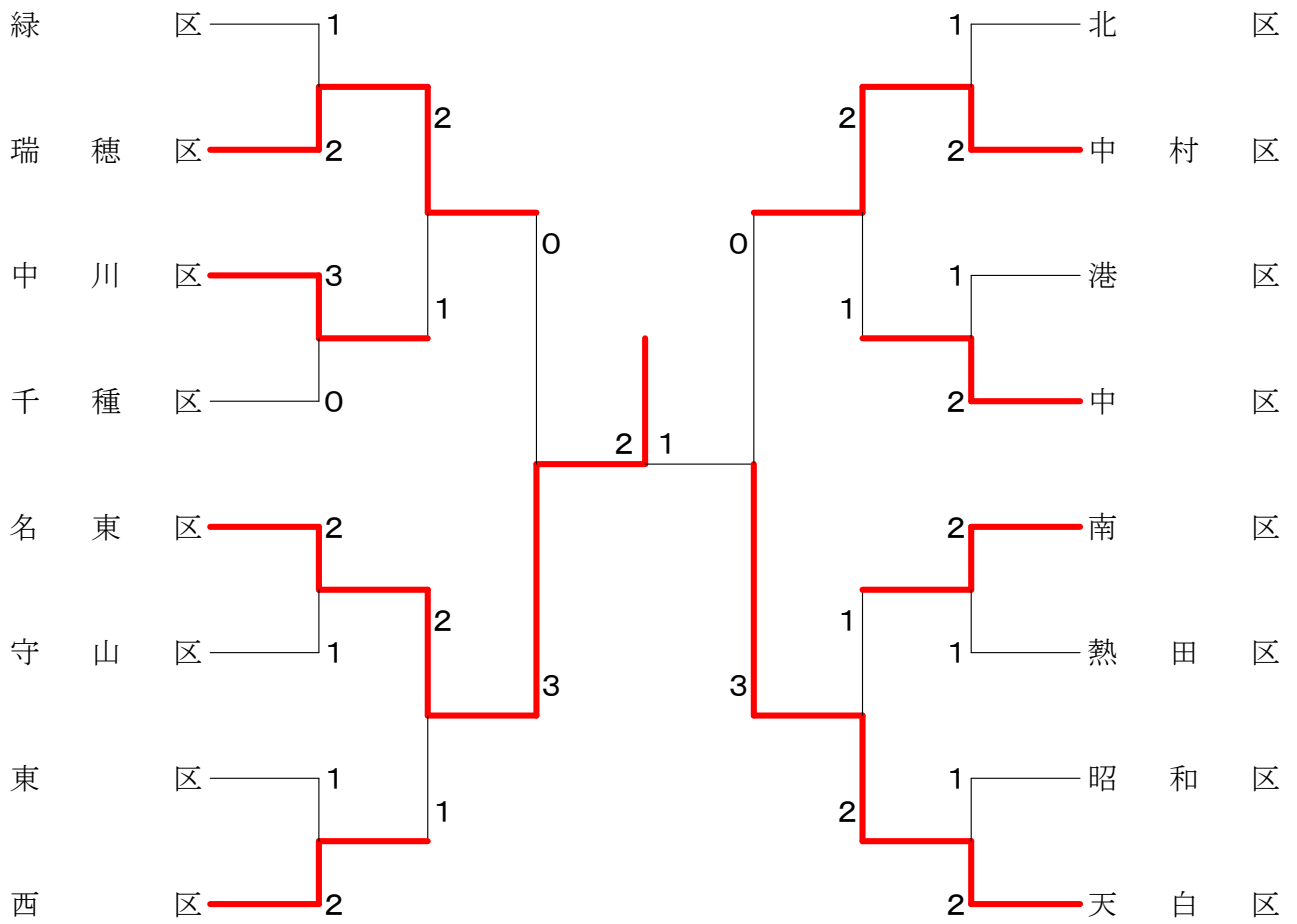 緑 区 1 1 北 区
2 2
瑞 穂 区 2 2 中 村 区
0 0
中 川 区 3 1 港 区
1 1
千 種 区 0 2 中 区
2 1
名 東 区 2 2 南 区
2 1
守 山 区 1 1 熱 田 区
3 3
東 区 1 1 昭 和 区
1 2
西 区 2 2 天 白 区